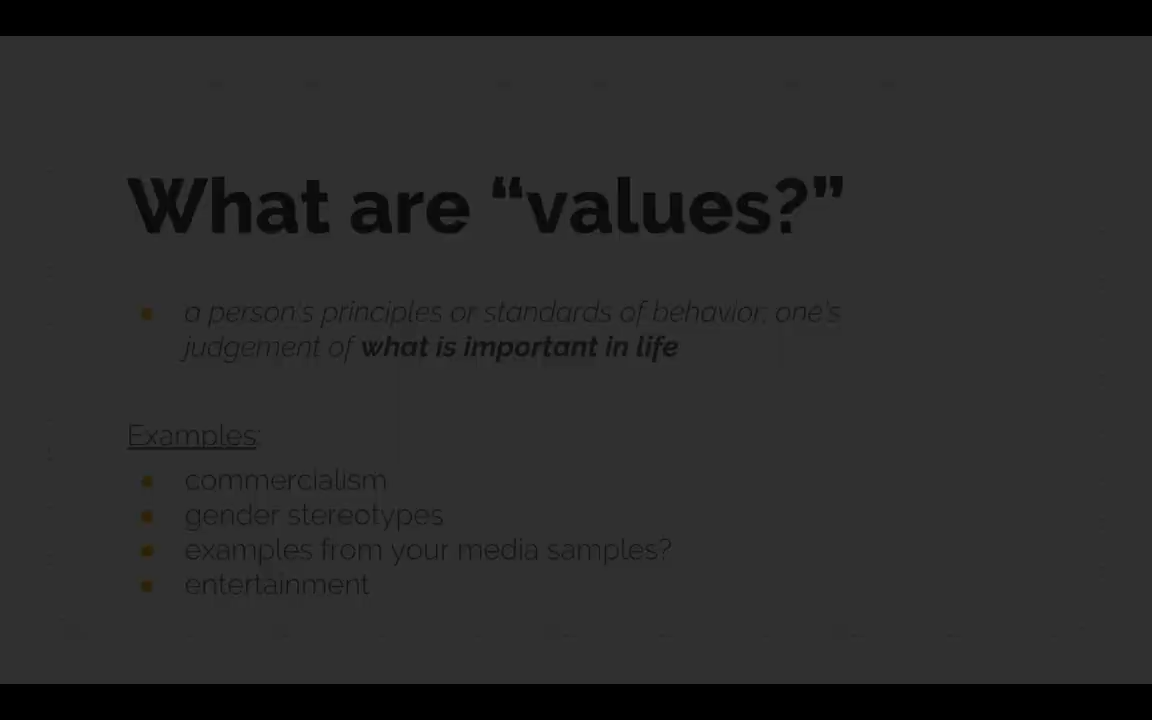 What are “values?”
a person's principles or standards of behavior; one's
judgement of what is important in life
Examples:
commercialism
gender stereotypes
examples from your media samples?
entertainment